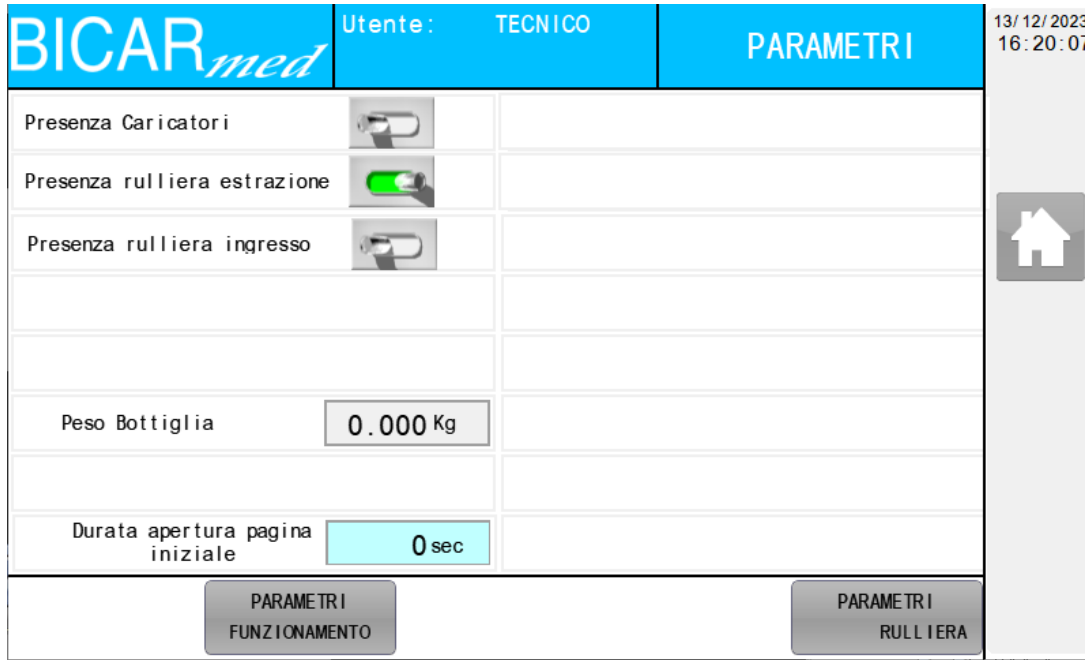 BICARmed
Utente: TECNICO
PARAMETRI
13/12/2023
16:20:07
Presenza Caricatori
Presenza rulliera estrazione
Presenza rulliera ingresso
Peso Bottiglia
0.000 Kg
Durata apertura pagina
iniziale
0 sec
PARAMETRI
FUNZIONAMENTO
PARAMETRI
RULLIERA